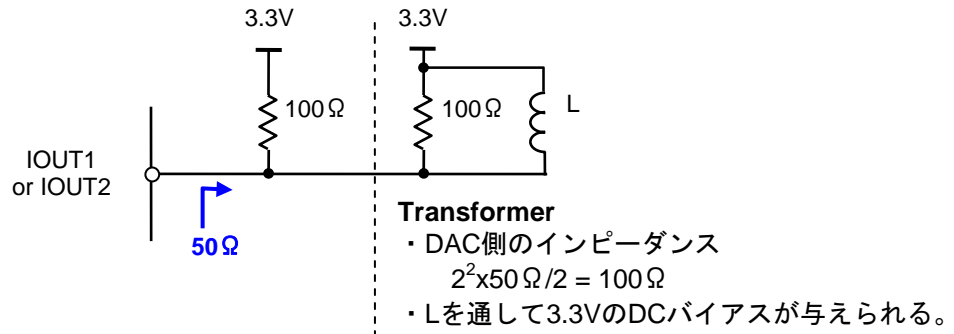 3.3V
3.3V
100Ω
100Ω
L
IOUT1
or IOUT2
50Ω
Transformer
・DAC側のインピーダンス
2²x50Ω/2 = 100Ω
・Lを通して3.3VのDCバイアスが与えられる。